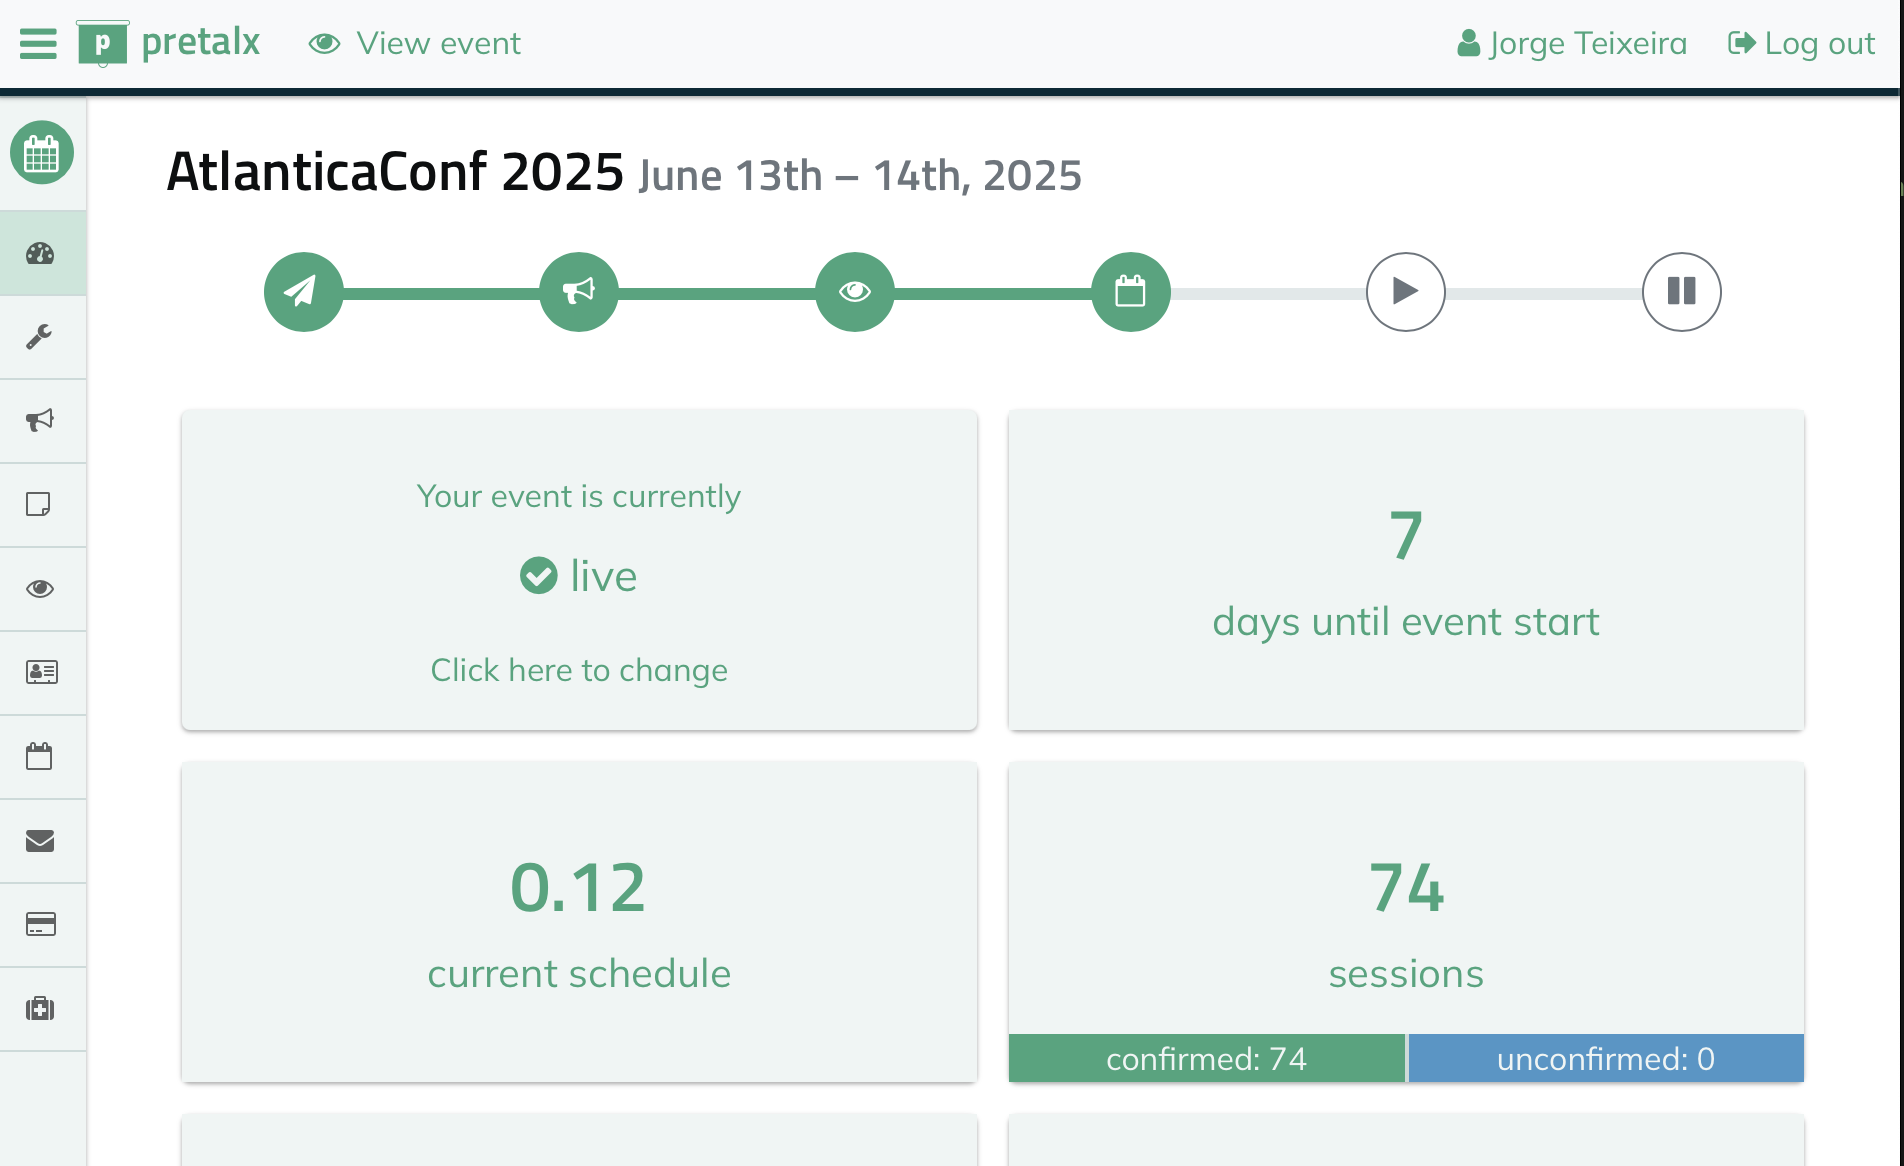 p pretalx View event Jorge Teixeira Log out
AtlanticaConf 2025 June 13th – 14th, 2025
Your event is currently
live
Click here to change
7
days until event start
0.12
current schedule
74
sessions
confirmed: 74 unconfirmed: 0